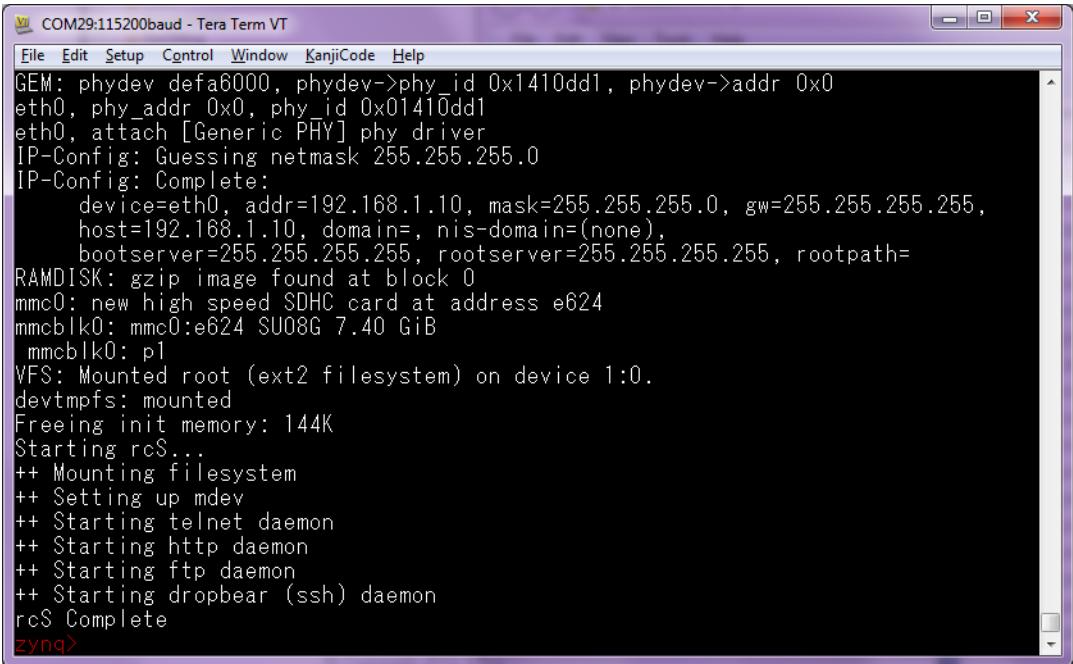 COM29:115200baud - Tera Term VT
File Edit Setup Control Window KanjiCode Help
GEM: phydev defa6000, phydev->phy_id 0x1410dd1, phydev->addr 0x0
eth0, phy_addr 0x0, phy_id 0x01410dd1
eth0, attach [Generic PHY] phy driver
IP-Config: Guessing netmask 255.255.255.0
IP-Config: Complete:
     device=eth0, addr=192.168.1.10, mask=255.255.255.0, gw=255.255.255.255,
     host=192.168.1.10, domain=, nis-domain=(none),
     bootserver=255.255.255.255, rootserver=255.255.255.255, rootpath=
RAMDISK: gzip image found at block 0
mmc0: new high speed SDHC card at address e624
mmcblk0: mmc0:e624 SU08G 7.40 GiB
 mmcblk0: p1
VFS: Mounted root (ext2 filesystem) on device 1:0.
devtmpfs: mounted
Freeing init memory: 144K
Starting rcS...
++ Mounting filesystem
++ Setting up mdev
++ Starting telnet daemon
++ Starting http daemon
++ Starting ftp daemon
++ Starting dropbear (ssh) daemon
rcS Complete
zynq>